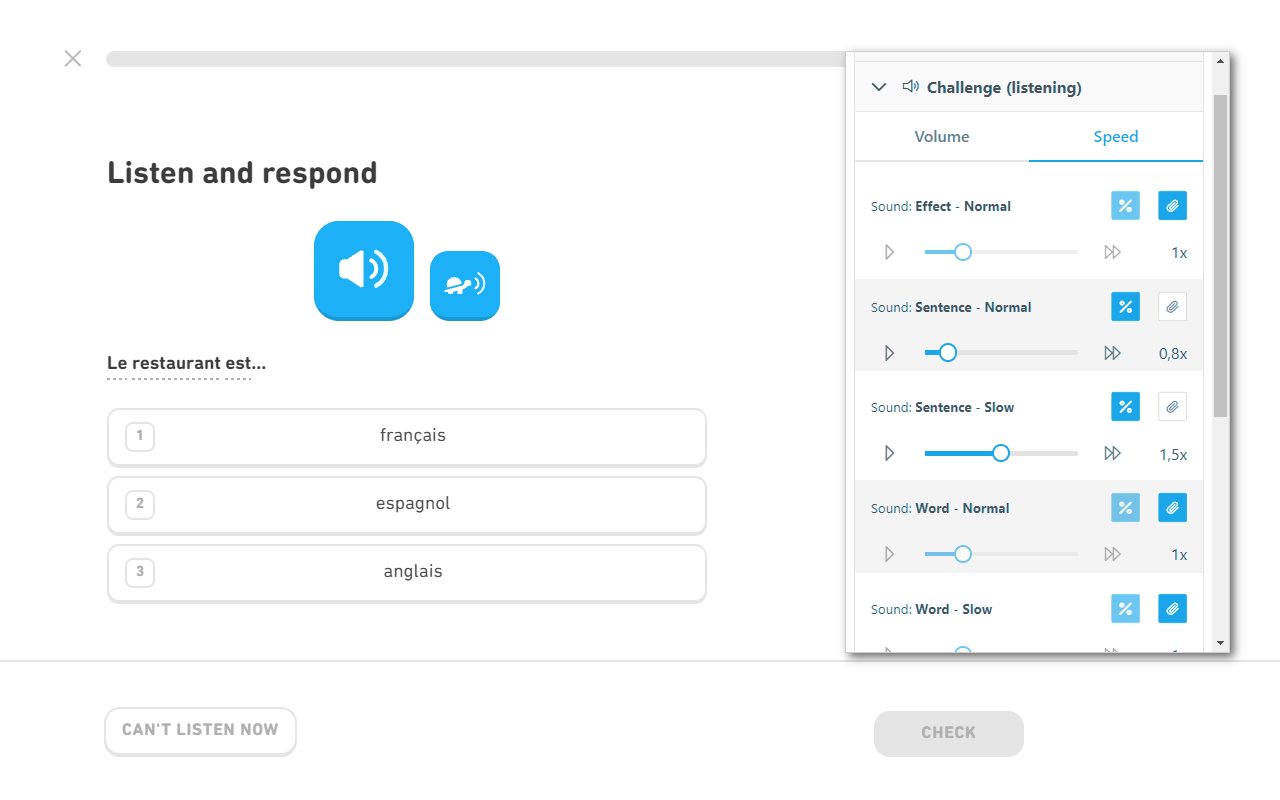 Listen and respond
Le restaurant est...
1 français
2 espagnol
3 anglais
CAN'T LISTEN NOW
CHECK
Challenge (listening)
Volume Speed
Sound: Effect - Normal
1x
Sound: Sentence - Normal
0,8x
Sound: Sentence - Slow
1,5x
Sound: Word - Normal
1x
Sound: Word - Slow